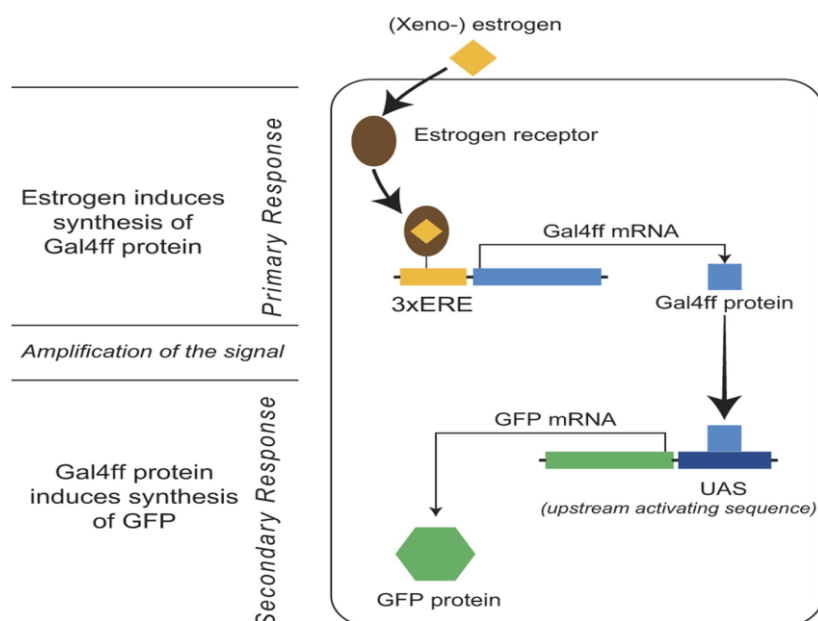 (Xeno-) estrogen
Estrogen receptor
Primary Response
Estrogen induces
synthesis of
Gal4ff protein
Gal4ff mRNA
3xERE
Gal4ff protein
Amplification of the signal
Secondary Response
GFP mRNA
Gal4ff protein
induces synthesis
of GFP
UAS
(upstream activating sequence)
GFP protein